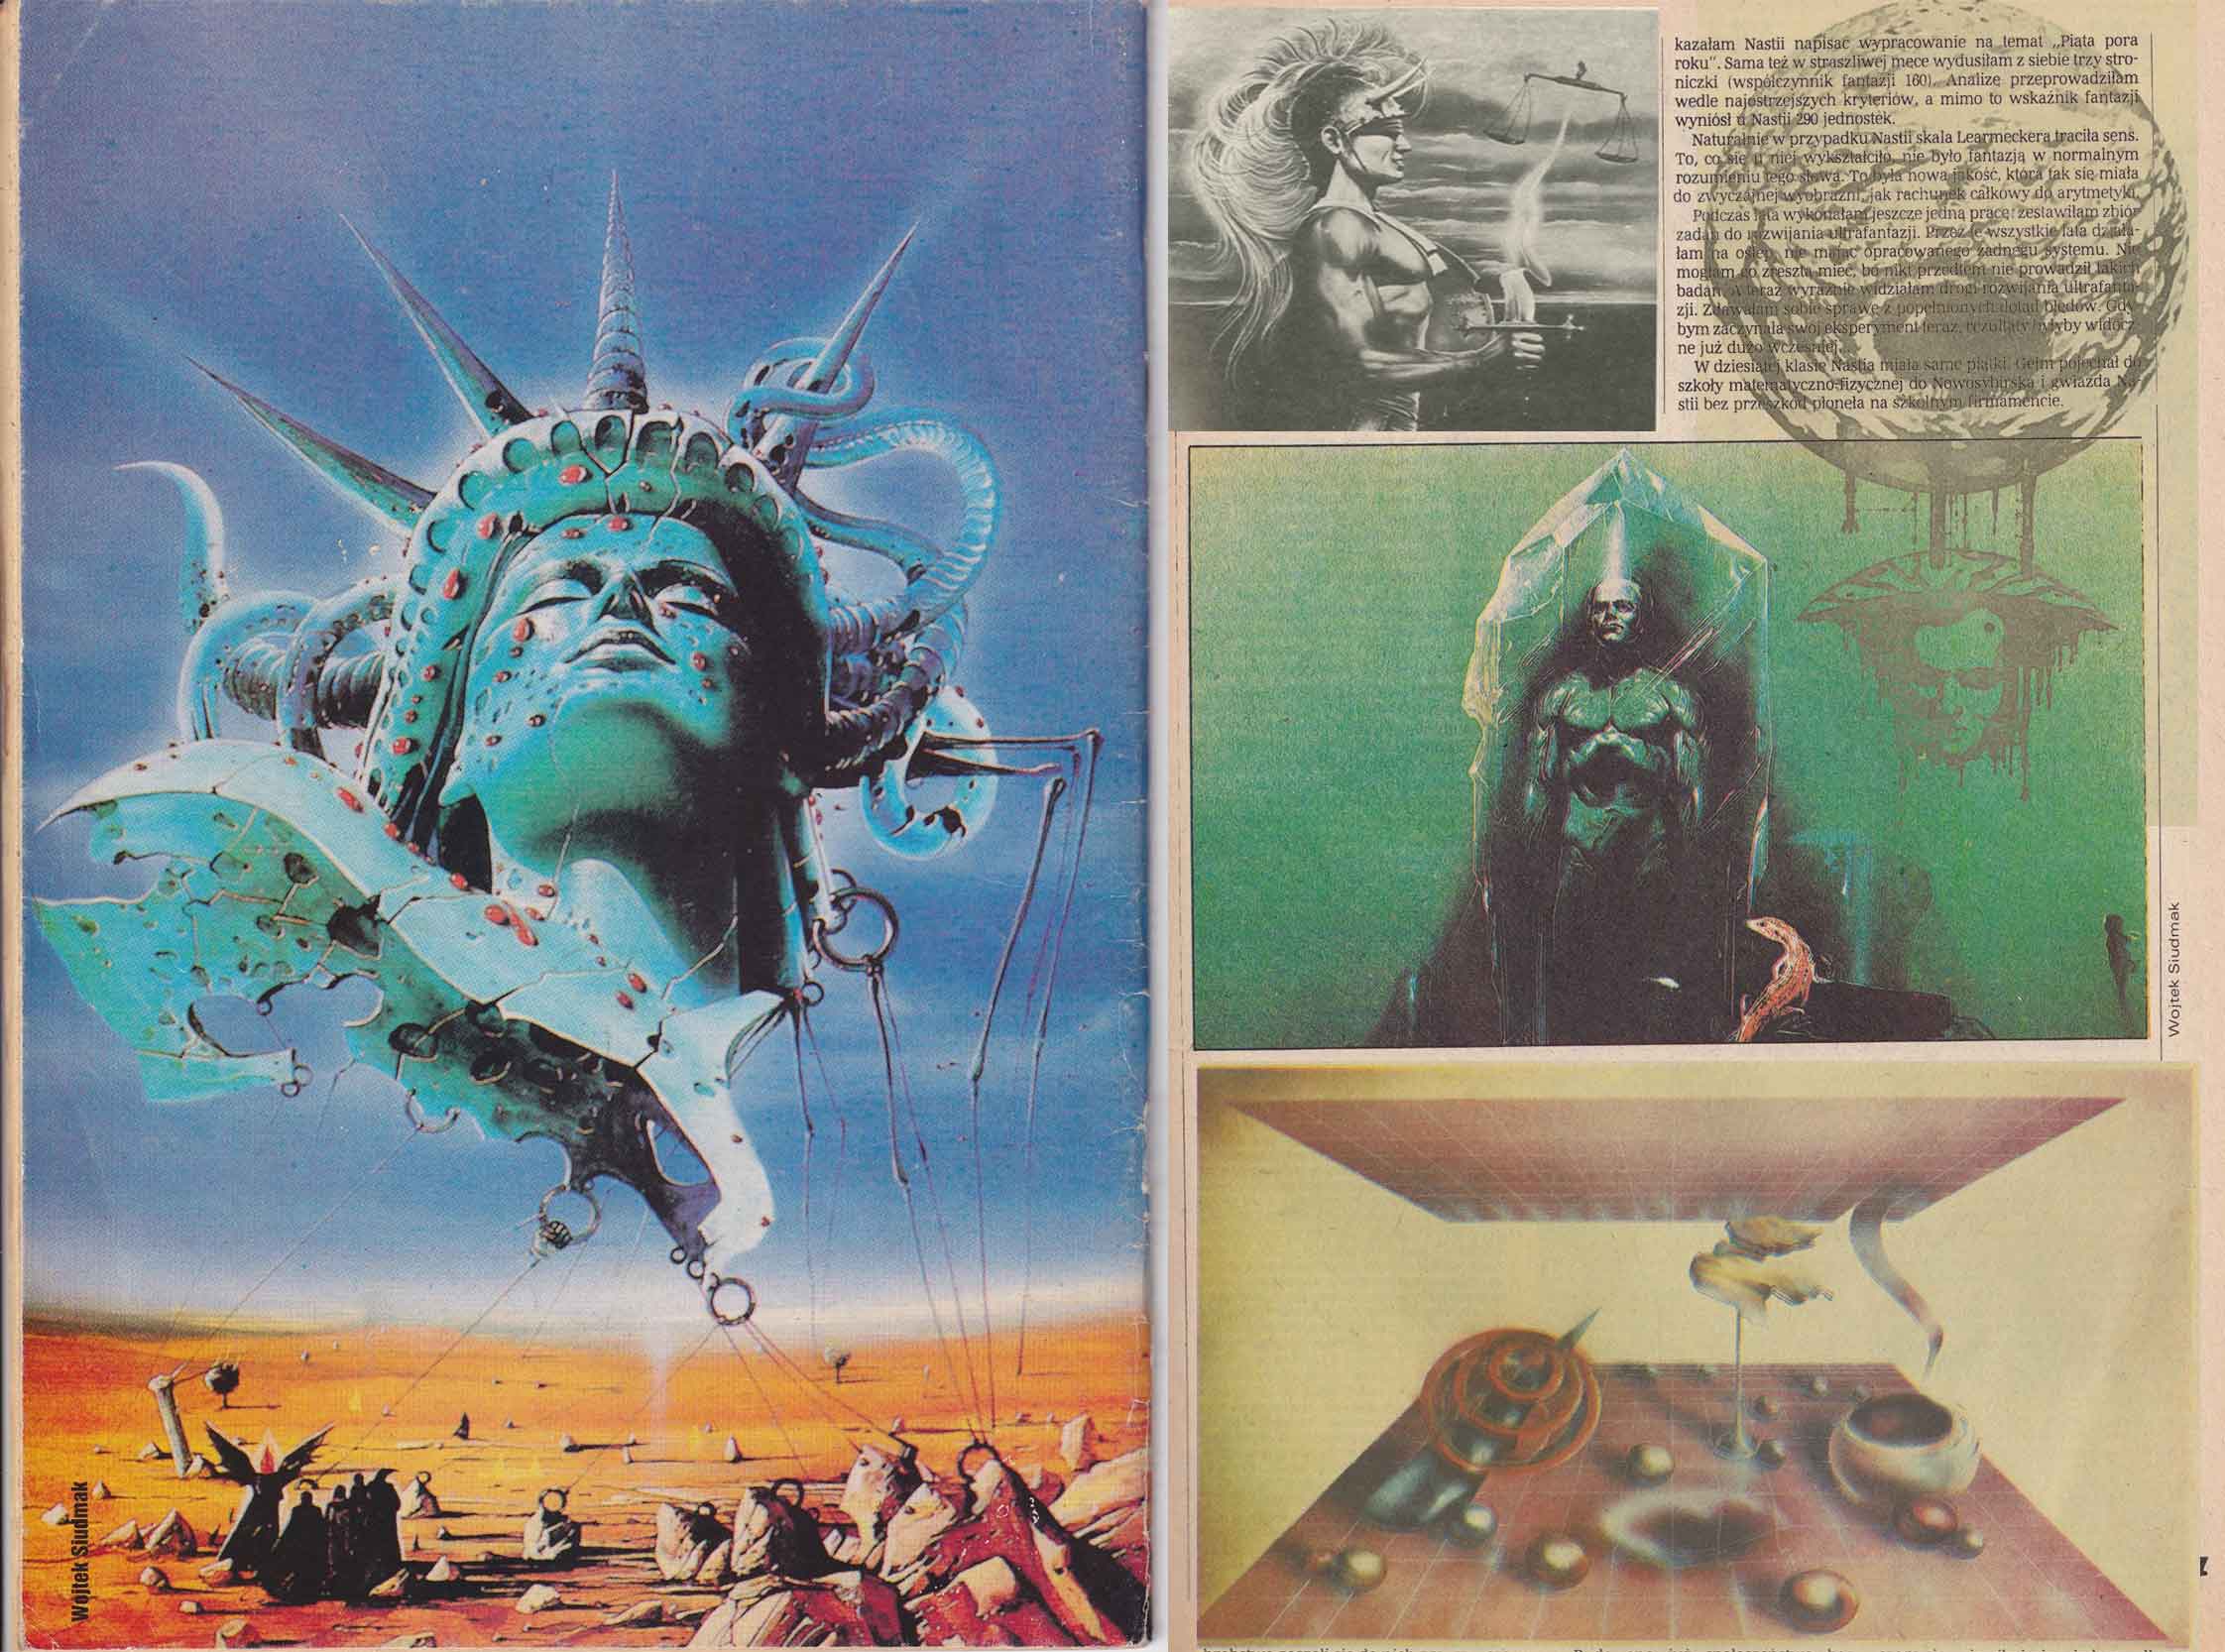 kazałam Nastii napisać wypracowanie na temat „Piąta pora
roku". Sama też w straszliwej męce wydusiłam z siebie trzy stro-
niczki (współczynnik fantazji 160). Analizę przeprowadziłam
wedle najostrzejszych kryteriów, a mimo to wskaźnik fantazji
wyniósł u Nastii 290 jednostek.
Naturalnie w przypadku Nastii skala Learmeckera traciła sens.
To, co się u niej wykształciło, nie było fantazją w normalnym
rozumieniu tego słowa. To była nowa jakość, która tak się miała
do zwyczajnej wyobraźni, jak rachunek całkowy do arytmetyki.
Podczas lata wykonałam jeszcze jedną pracę: zestawiłam zbiór
zadań do rozwijania ultrafantazji. Przez te wszystkie lata działa-
łam na oślep, nie mając opracowanego żadnego systemu. Nie
mogłam go zresztą mieć, bo nikt przedtem nie prowadził takich
badań. A teraz wyraźnie widziałam drogi rozwijania ultrafanta-
zji. Zdawałam sobie sprawę z popełnionych dotąd błędów. Gdy-
bym zaczynała swój eksperyment teraz, rezultaty byłyby widocz-
ne już dużo wcześniej...
W dziesiątej klasie Nastia miała same piątki. Gejm pojechał do
szkoły matematyczno-fizycznej do Nowosybirska i gwiazda Na-
stii bez przeszkód płonęła na szkolnym firmamencie.
Wojtek Siudmak
Wojtek Siudmak